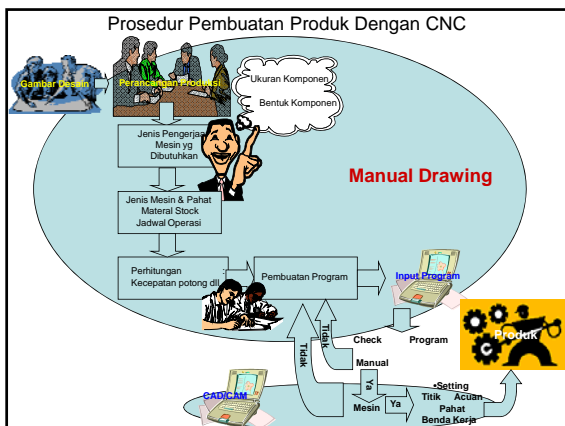 Prosedur Pembuatan Produk Dengan CNC
Gambar Desain
Perancangan Produksi
Ukuran Komponen
Bentuk Komponen
Jenis Pengerjaa
Mesin yg
Dibutuhkan
Manual Drawing
Jenis Mesin & Pahat
Materal Stock
Jadwal Operasi
Perhitungan :
Kecepatan potong dll.
Pembuatan Program
Input Program
Produk
Tidak
Tidak
Check Program
Manual
Ya
Mesin
Ya
•Setting
Titik Acuan
Pahat
Benda Kerja
CAD/CAM